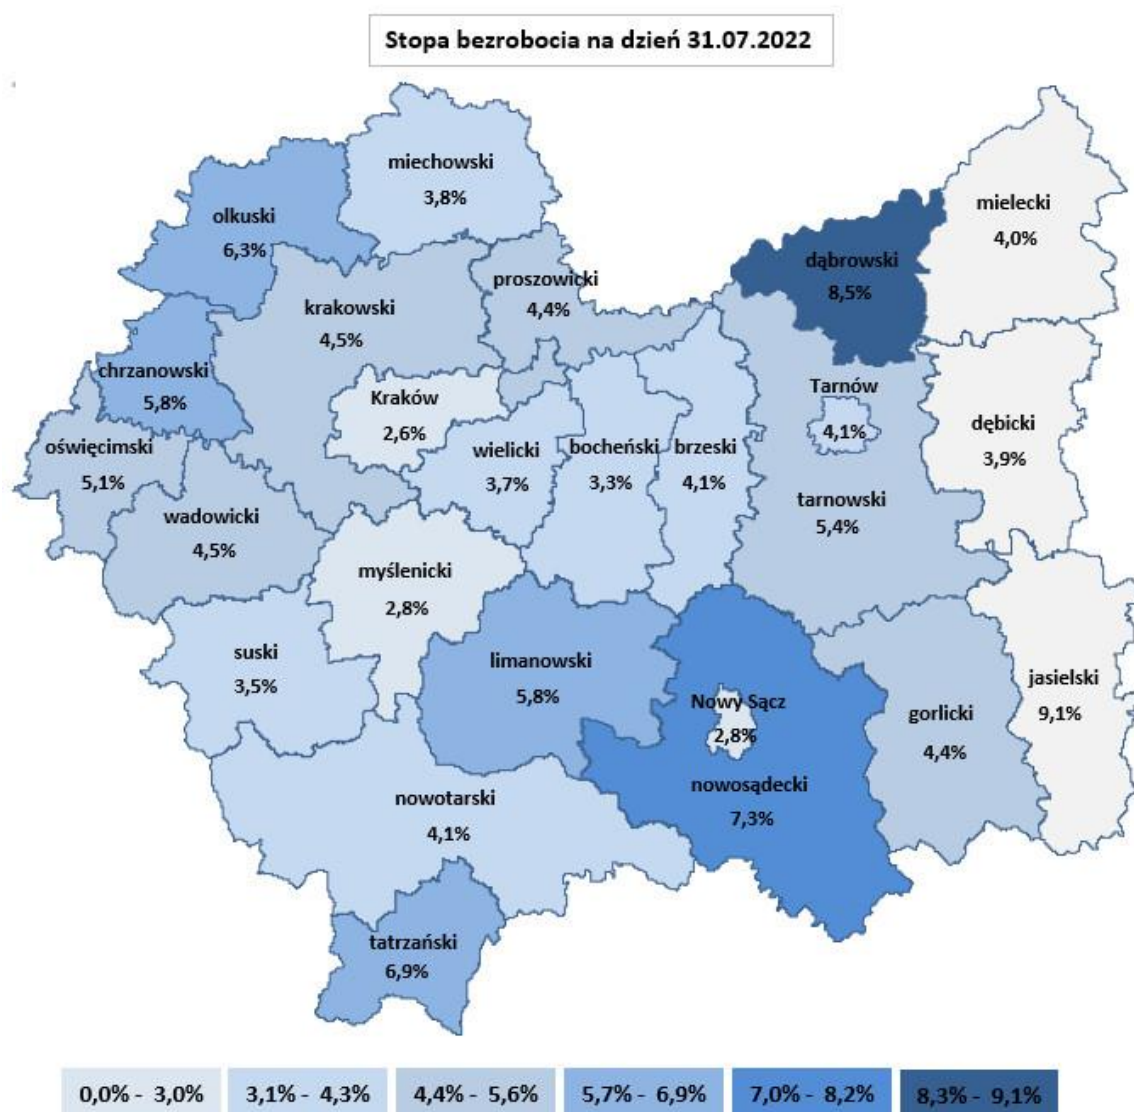 Stopa bezrobocia na dzień 31.07.2022
miechowski
3,8%
olkuski
6,3%
mielecki
4,0%
dąbrowski
8,5%
proszowicki
4,4%
krakowski
4,5%
chrzanowski
5,8%
Kraków
2,6%
Tarnów
4,1%
dębicki
3,9%
oświęcimski
5,1%
wielicki
3,7%
bocheński
3,3%
brzeski
4,1%
tarnowski
5,4%
wadowicki
4,5%
myślenicki
2,8%
suski
3,5%
limanowski
5,8%
Nowy Sącz
2,8%
jasielski
9,1%
gorlicki
4,4%
nowosądecki
7,3%
nowotarski
4,1%
tatrzański
6,9%
0,0% - 3,0%
3,1% - 4,3%
4,4% - 5,6%
5,7% - 6,9%
7,0% - 8,2%
8,3% - 9,1%